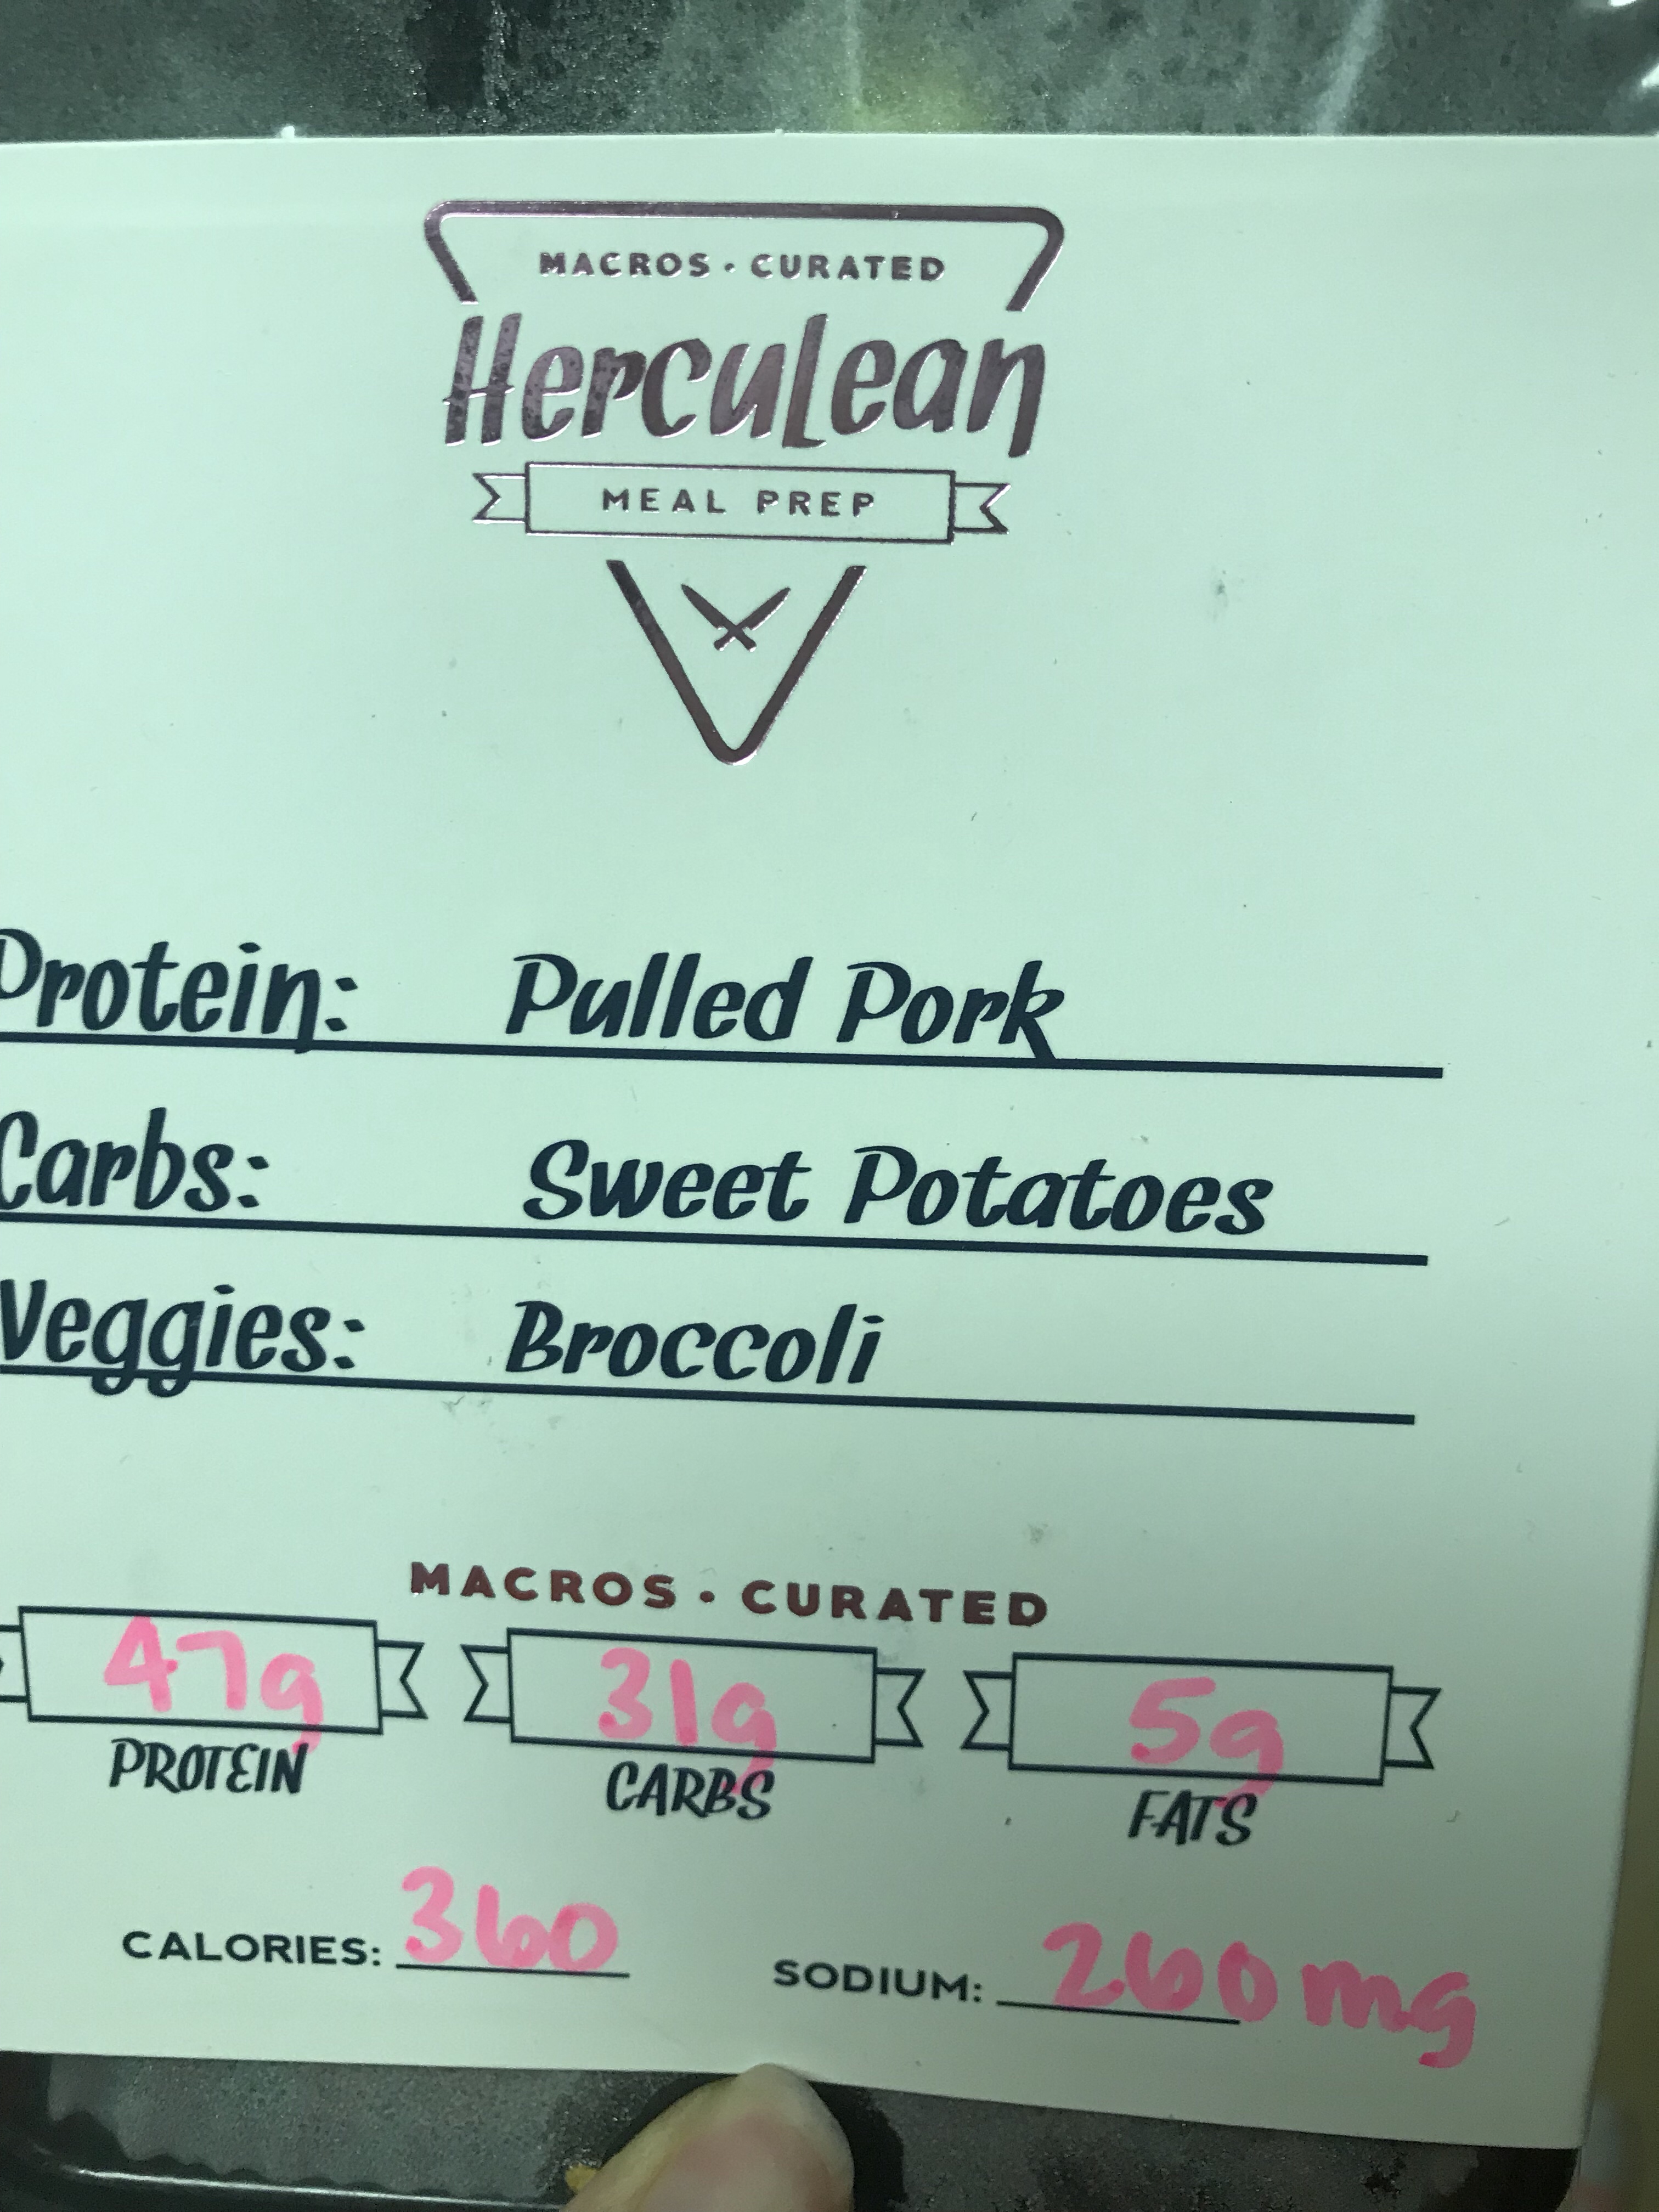 MACROS · CURATED
HercuLean
MEAL PREP
Protein: Pulled Pork
Carbs: Sweet Potatoes
Veggies: Broccoli
MACROS · CURATED
47g 31g 5g
PROTEIN CARBS FATS
CALORIES: 360 SODIUM: 260mg